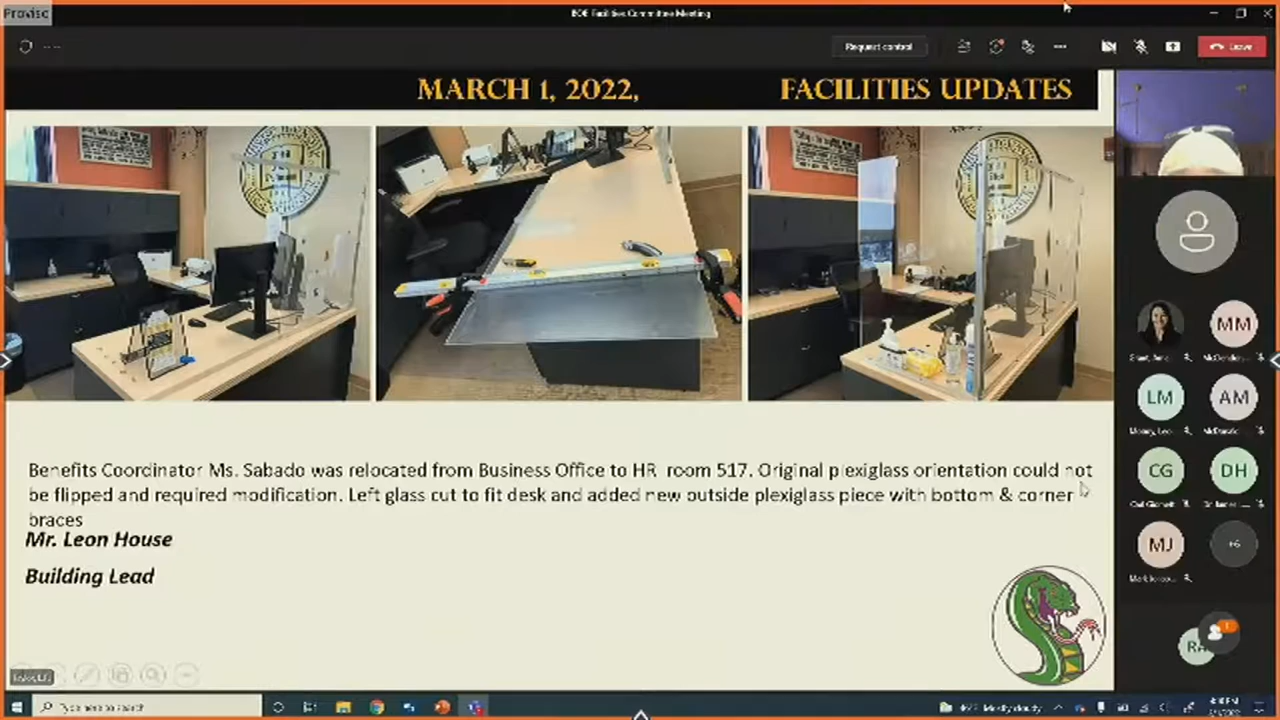 Proviso
BOE Facilities Committee Meeting
Request control
Leave
MARCH 1, 2022, FACILITIES UPDATES
MM
LM
AM
CG
DH
MJ
+6
Benefits Coordinator Ms. Sabado was relocated from Business Office to HR room 517. Original plexiglass orientation could not
be flipped and required modification. Left glass cut to fit desk and added new outside plexiglass piece with bottom & corner
braces
Mr. Leon House
Building Lead
Type here to search
Mostly cloudy